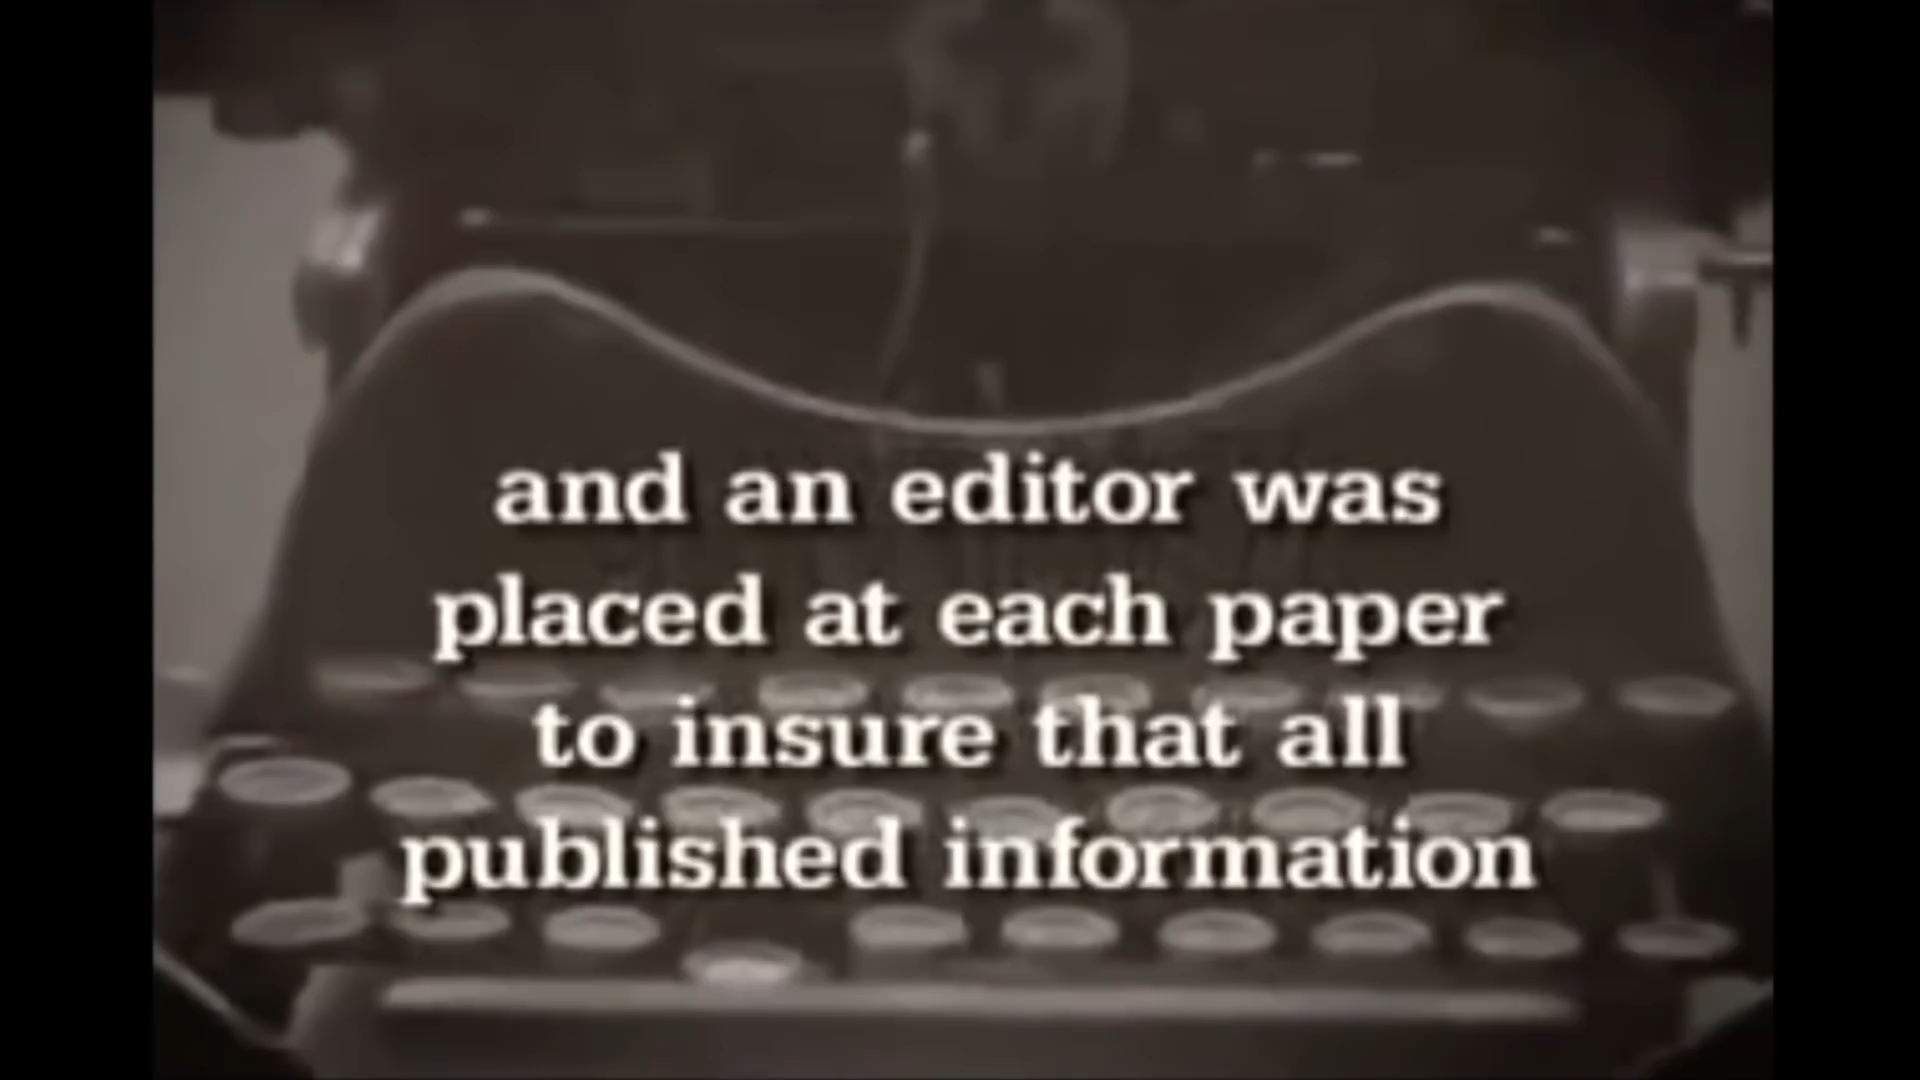 and an editor was
placed at each paper
to insure that all
published information